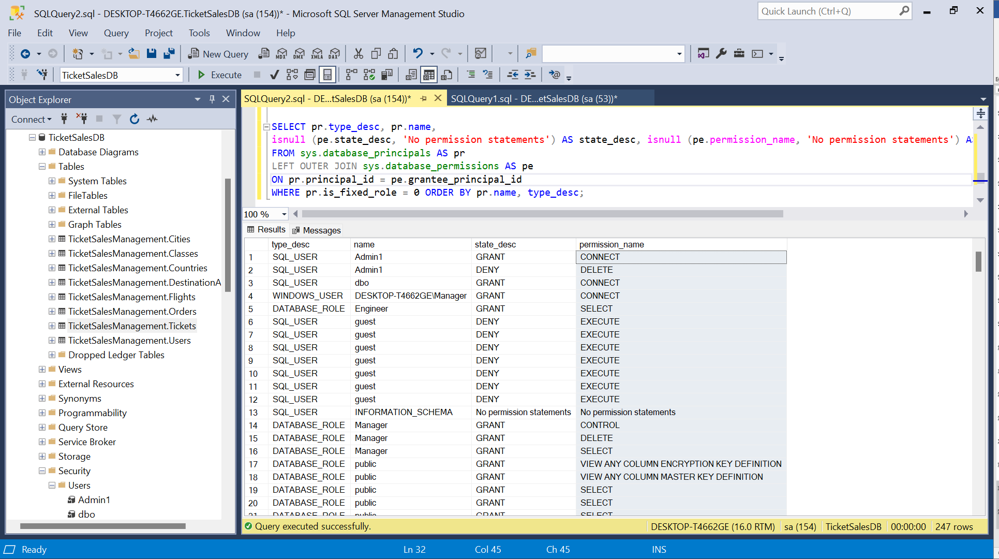 SQLQuery2.sql - DESKTOP-T4662GE.TicketSalesDB (sa (154))* - Microsoft SQL Server Management Studio
Quick Launch (Ctrl+Q)
File Edit View Query Project Tools Window Help
New Query MDX DMX XMLA DAX
TicketSalesDB Execute
Object Explorer
Connect
TicketSalesDB
Database Diagrams
Tables
System Tables
FileTables
External Tables
Graph Tables
TicketSalesManagement.Cities
TicketSalesManagement.Classes
TicketSalesManagement.Countries
TicketSalesManagement.DestinationA
TicketSalesManagement.Flights
TicketSalesManagement.Orders
TicketSalesManagement.Tickets
TicketSalesManagement.Users
Dropped Ledger Tables
Views
External Resources
Synonyms
Programmability
Query Store
Service Broker
Storage
Security
Users
Admin1
dbo
SQLQuery2.sql - DE...tSalesDB (sa (154))* SQLQuery1.sql - DE...etSalesDB (sa (53))*
SELECT pr.type_desc, pr.name,
isnull (pe.state_desc, 'No permission statements') AS state_desc, isnull (pe.permission_name, 'No permission statements') AS
FROM sys.database_principals AS pr
LEFT OUTER JOIN sys.database_permissions AS pe
ON pr.principal_id = pe.grantee_principal_id
WHERE pr.is_fixed_role = 0 ORDER BY pr.name, type_desc;
100 %
Results Messages
type_desc name state_desc permission_name
1 SQL_USER Admin1 GRANT CONNECT
2 SQL_USER Admin1 DENY DELETE
3 SQL_USER dbo GRANT CONNECT
4 WINDOWS_USER DESKTOP-T4662GE\Manager GRANT CONNECT
5 DATABASE_ROLE Engineer GRANT SELECT
6 SQL_USER guest DENY EXECUTE
7 SQL_USER guest DENY EXECUTE
8 SQL_USER guest DENY EXECUTE
9 SQL_USER guest DENY EXECUTE
10 SQL_USER guest DENY EXECUTE
11 SQL_USER guest DENY EXECUTE
12 SQL_USER guest DENY EXECUTE
13 SQL_USER INFORMATION_SCHEMA No permission statements No permission statements
14 DATABASE_ROLE Manager GRANT CONTROL
15 DATABASE_ROLE Manager GRANT DELETE
16 DATABASE_ROLE Manager GRANT SELECT
17 DATABASE_ROLE public GRANT VIEW ANY COLUMN ENCRYPTION KEY DEFINITION
18 DATABASE_ROLE public GRANT VIEW ANY COLUMN MASTER KEY DEFINITION
19 DATABASE_ROLE public GRANT SELECT
20 DATABASE_ROLE public GRANT SELECT
21 DATABASE_ROLE public GRANT SELECT
Query executed successfully. DESKTOP-T4662GE (16.0 RTM) sa (154) TicketSalesDB 00:00:00 247 rows
Ready Ln 32 Col 45 Ch 45 INS